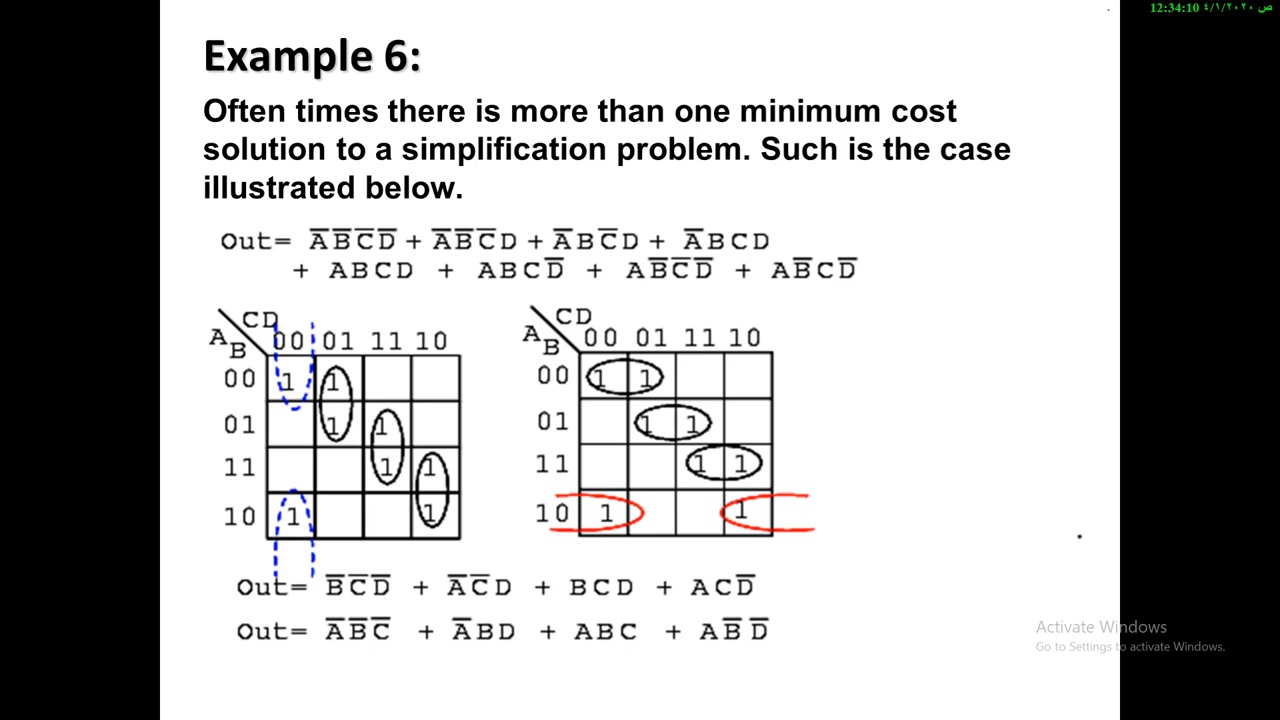 ص ٤/١/٢٠٢٠ 12:34:10
Example 6:
Often times there is more than one minimum cost
solution to a simplification problem. Such is the case
illustrated below.
Out= A̅B̅C̅D̅ + A̅B̅C̅D + A̅BC̅D + A̅BCD
+ ABCD + ABCD̅ + AB̅C̅D̅ + AB̅CD̅
CD CD
A 00 01 11 10 A 00 01 11 10
B B
00 1 1 00 1 1
01 1 1 01 1 1
11 1 1 11 1 1
10 1 1 10 1 1
Out= B̅C̅D̅ + A̅C̅D + BCD + ACD̅
Out= A̅B̅C̅ + A̅BD + ABC + AB̅D̅
Activate Windows
Go to Settings to activate Windows.